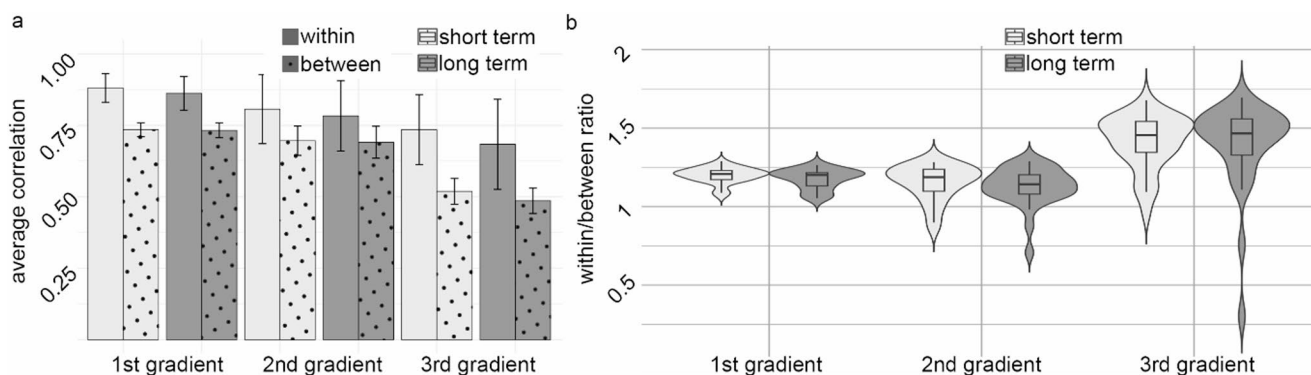 a
within
between
short term
long term
average correlation
1.00
0.75
0.50
0.25
1st gradient
2nd gradient
3rd gradient
b
short term
long term
within/between ratio
2
1.5
1
0.5
1st gradient
2nd gradient
3rd gradient